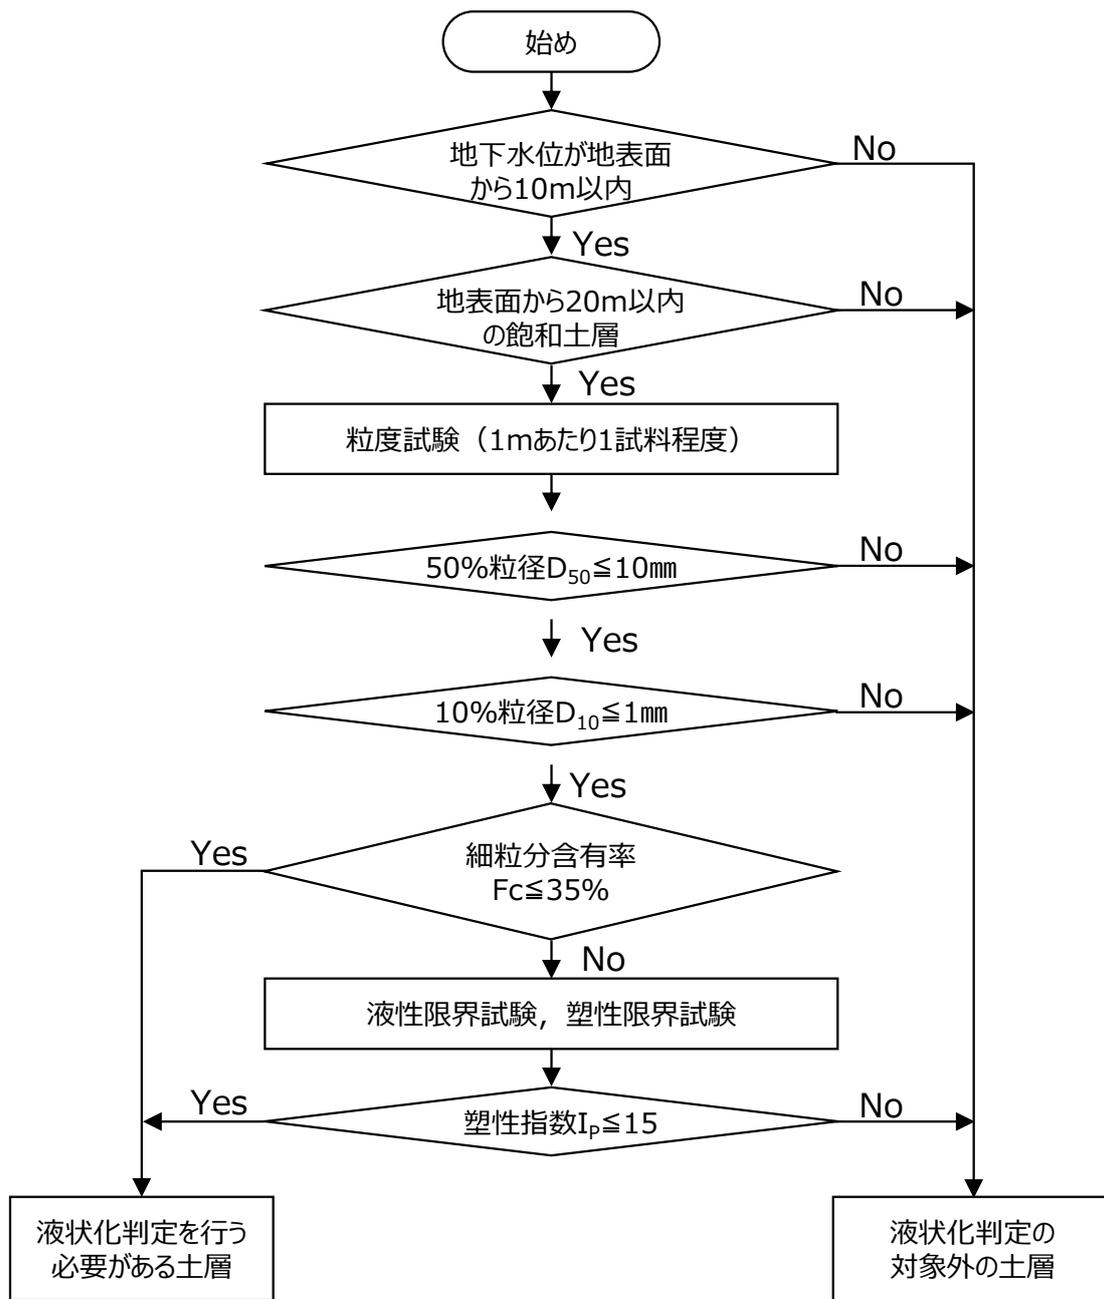 始め
地下水位が地表面
から10m以内
No
Yes
地表面から20m以内
の飽和土層
No
Yes
粒度試験（1mあたり1試料程度）
50%粒径D50≦10㎜
No
Yes
10%粒径D10≦1㎜
No
Yes
細粒分含有率
Fc≦35%
Yes
No
液性限界試験，塑性限界試験
塑性指数IP≦15
Yes
No
液状化判定を行う
必要がある土層
液状化判定の
対象外の土層